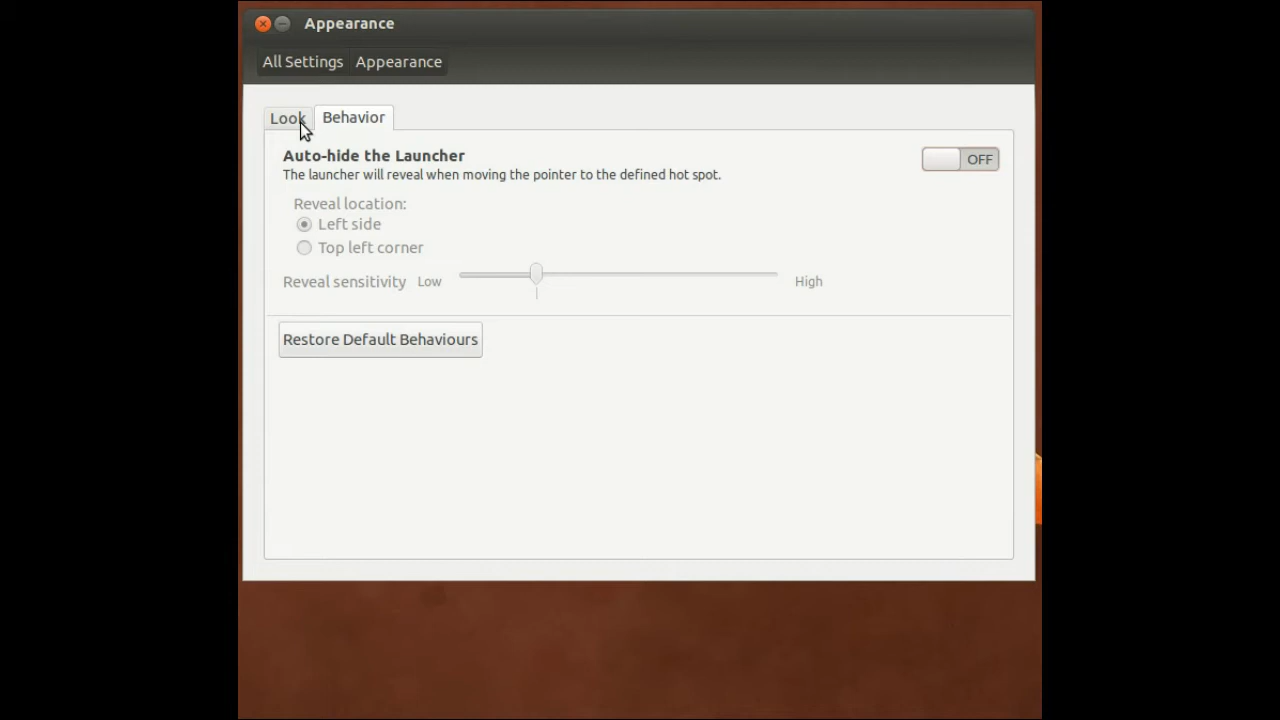 Appearance
All Settings Appearance
Look Behavior
Auto-hide the Launcher
OFF
The launcher will reveal when moving the pointer to the defined hot spot.
Reveal location:
Left side
Top left corner
Reveal sensitivity Low High
Restore Default Behaviours